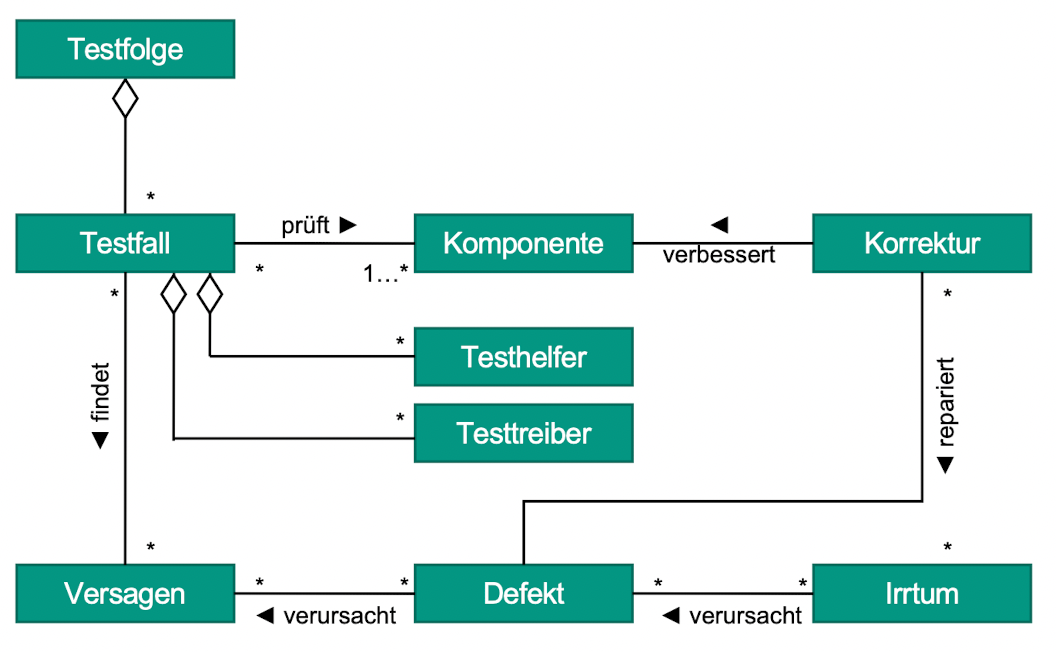 Testfolge
*
Testfall
prüft ►
*
1...*
Komponente
◄
verbessert
Korrektur
*
*
Testhelfer
*
Testtreiber
*
◄ findet
◄ repariert
*
*
Versagen
*
*
◄ verursacht
Defekt
*
*
◄ verursacht
Irrtum